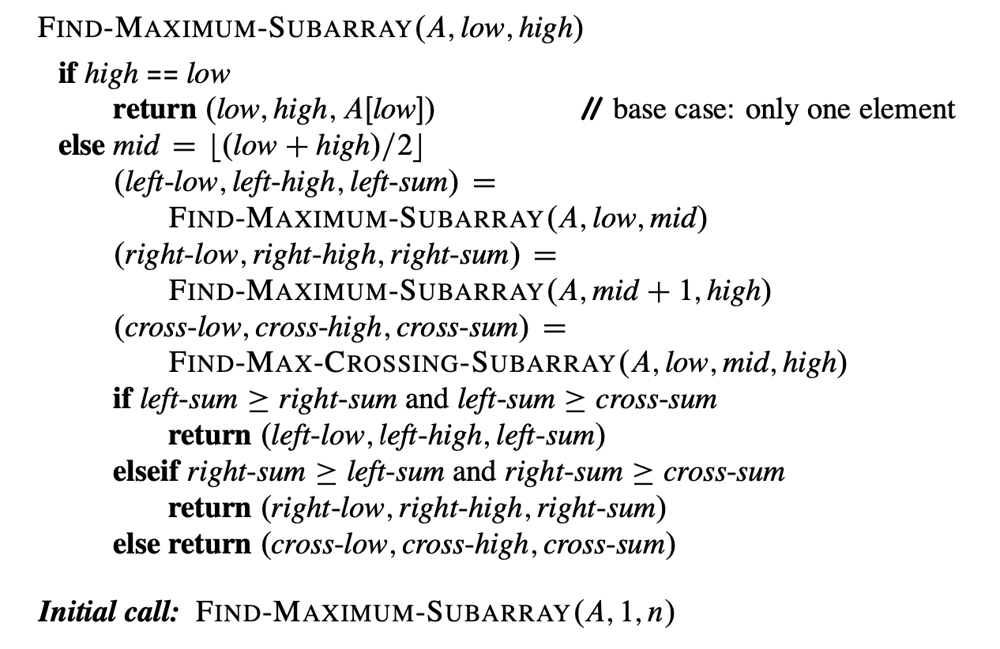 FIND-MAXIMUM-SUBARRAY(A, low, high)
if high == low
return (low, high, A[low]) // base case: only one element
else mid = ⌊(low + high)/2⌋
(left-low, left-high, left-sum) =
FIND-MAXIMUM-SUBARRAY(A, low, mid)
(right-low, right-high, right-sum) =
FIND-MAXIMUM-SUBARRAY(A, mid + 1, high)
(cross-low, cross-high, cross-sum) =
FIND-MAX-CROSSING-SUBARRAY(A, low, mid, high)
if left-sum ≥ right-sum and left-sum ≥ cross-sum
return (left-low, left-high, left-sum)
elseif right-sum ≥ left-sum and right-sum ≥ cross-sum
return (right-low, right-high, right-sum)
else return (cross-low, cross-high, cross-sum)
Initial call: FIND-MAXIMUM-SUBARRAY(A, 1, n)